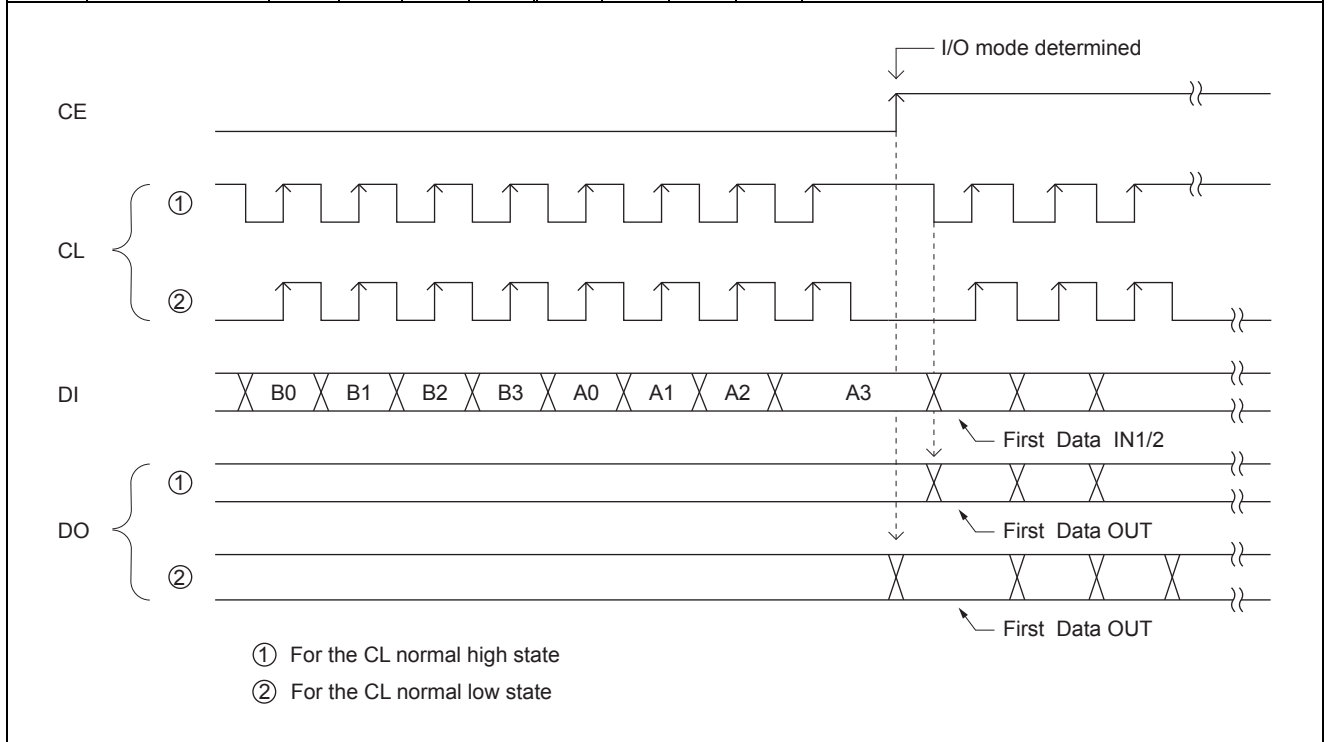 I/O mode determined
CE
CL
①
②
DI
B0 B1 B2 B3 A0 A1 A2 A3
First Data IN1/2
DO
①
First Data OUT
②
First Data OUT
① For the CL normal high state
② For the CL normal low state